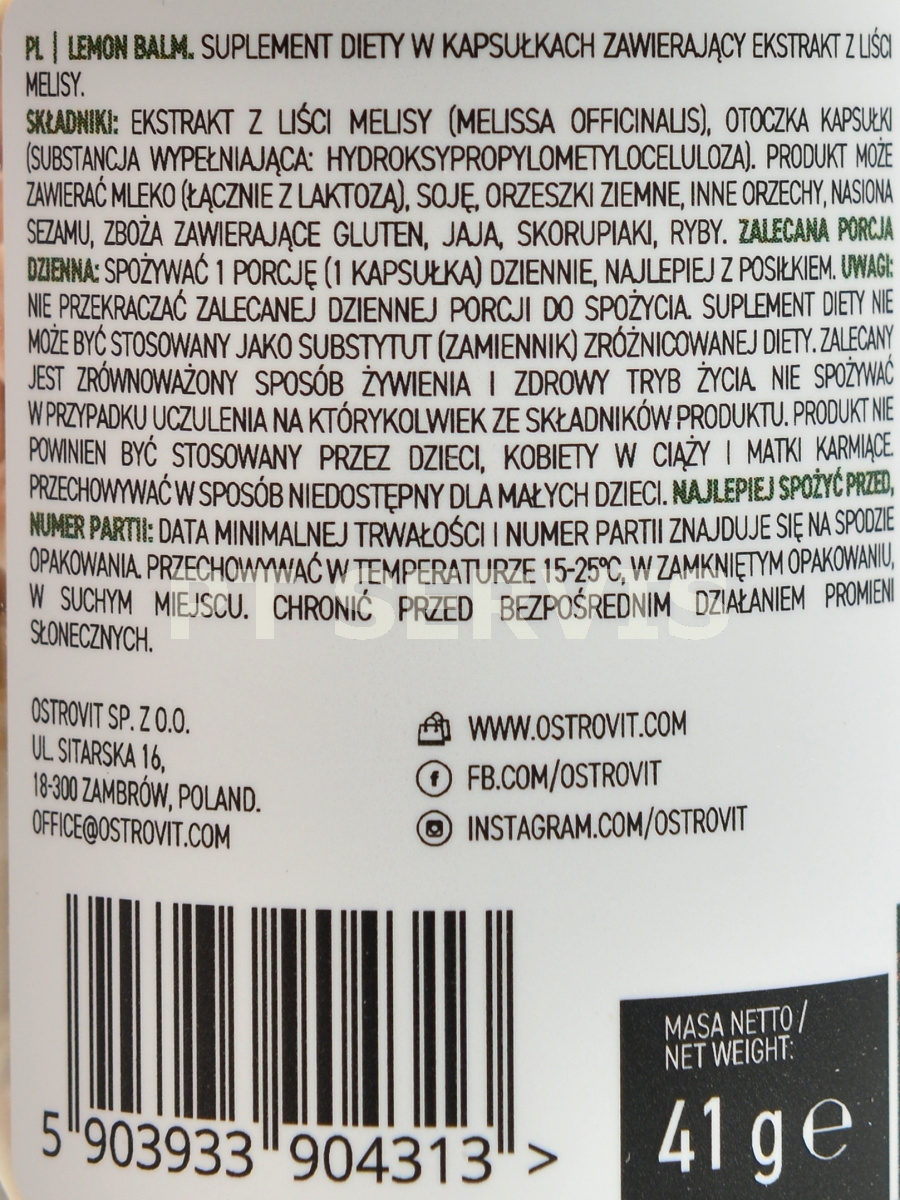 PL | LEMON BALM. SUPLEMENT DIETY W KAPSUŁKACH ZAWIERAJĄCY EKSTRAKT Z LIŚCI
MELISY.
SKŁADNIKI: EKSTRAKT Z LIŚCI MELISY (MELISSA OFFICINALIS), OTOCZKA KAPSUŁKI
(SUBSTANCJA WYPEŁNIAJĄCA: HYDROKSYPROPYLOMETYLOCELULOZA). PRODUKT MOŻE
ZAWIERAĆ MLEKO (ŁĄCZNIE Z LAKTOZĄ), SOJĘ, ORZESZKI ZIEMNE, INNE ORZECHY, NASIONA
SEZAMU, ZBOŻA ZAWIERAJĄCE GLUTEN, JAJA, SKORUPIAKI, RYBY. ZALECANA PORCJA
DZIENNA: SPOŻYWAĆ 1 PORCJĘ (1 KAPSUŁKA) DZIENNIE, NAJLEPIEJ Z POSIŁKIEM. UWAGI:
NIE PRZEKRACZAĆ ZALECANEJ DZIENNEJ PORCJI DO SPOŻYCIA. SUPLEMENT DIETY NIE
MOŻE BYĆ STOSOWANY JAKO SUBSTYTUT (ZAMIENNIK) ZRÓŻNICOWANEJ DIETY. ZALECANY
JEST ZRÓWNOWAŻONY SPOSÓB ŻYWIENIA I ZDROWY TRYB ŻYCIA. NIE SPOŻYWAĆ
W PRZYPADKU UCZULENIA NA KTÓRYKOLWIEK ZE SKŁADNIKÓW PRODUKTU. PRODUKT NIE
POWINIEN BYĆ STOSOWANY PRZEZ DZIECI, KOBIETY W CIĄŻY I MATKI KARMIĄCE.
PRZECHOWYWAĆ W SPOSÓB NIEDOSTĘPNY DLA MAŁYCH DZIECI. NAJLEPIEJ SPOŻYĆ PRZED,
NUMER PARTII: DATA MINIMALNEJ TRWAŁOŚCI I NUMER PARTII ZNAJDUJE SIĘ NA SPODZIE
OPAKOWANIA. PRZECHOWYWAĆ W TEMPERATURZE 15-25°C, W ZAMKNIĘTYM OPAKOWANIU,
W SUCHYM MIEJSCU. CHRONIĆ PRZED BEZPOŚREDNIM DZIAŁANIEM PROMIENI
SŁONECZNYCH.
OSTROVIT SP. Z O.O.
UL. SITARSKA 16,
18-300 ZAMBRÓW, POLAND.
OFFICE@OSTROVIT.COM
WWW.OSTROVIT.COM
FB.COM/OSTROVIT
INSTAGRAM.COM/OSTROVIT
5 903933 904313 >
MASA NETTO /
NET WEIGHT:
41 g ℮